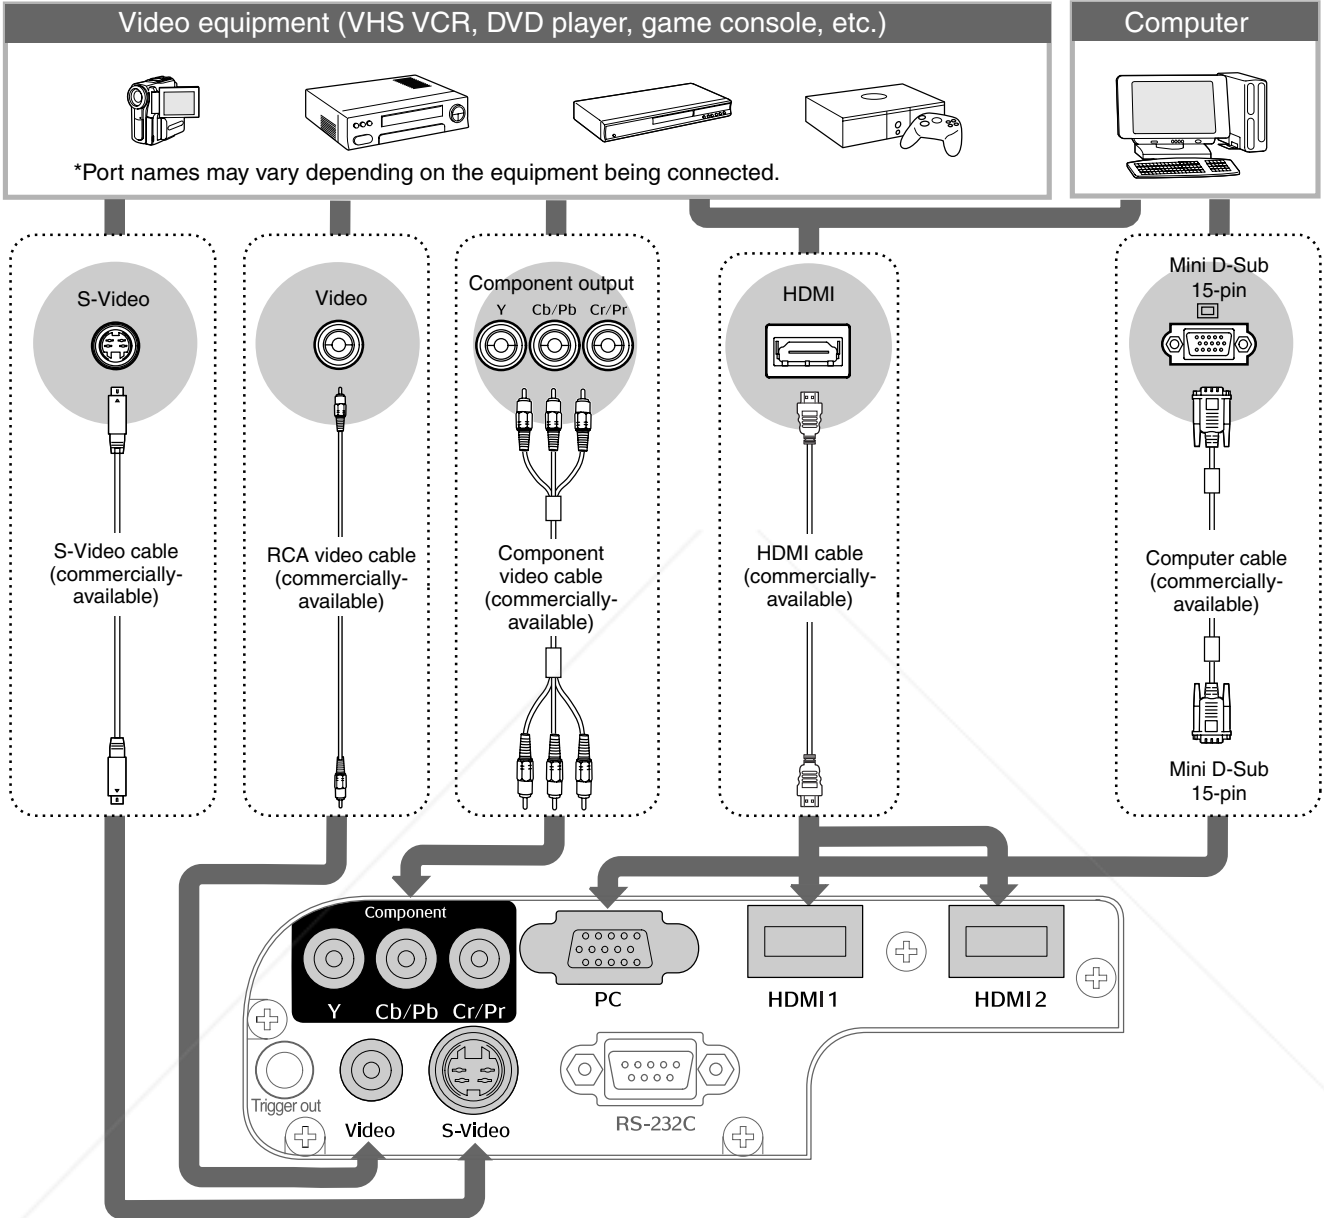 Video equipment (VHS VCR, DVD player, game console, etc.)
Computer
*Port names may vary depending on the equipment being connected.
S-Video
Video
Component output
Y Cb/Pb Cr/Pr
HDMI
Mini D-Sub
15-pin
S-Video cable
(commercially-
available)
RCA video cable
(commercially-
available)
Component
video cable
(commercially-
available)
HDMI cable
(commercially-
available)
Computer cable
(commercially-
available)
Mini D-Sub
15-pin
Component
Y Cb/Pb Cr/Pr
PC
HDMI1
HDMI2
Trigger out
Video
S-Video
RS-232C